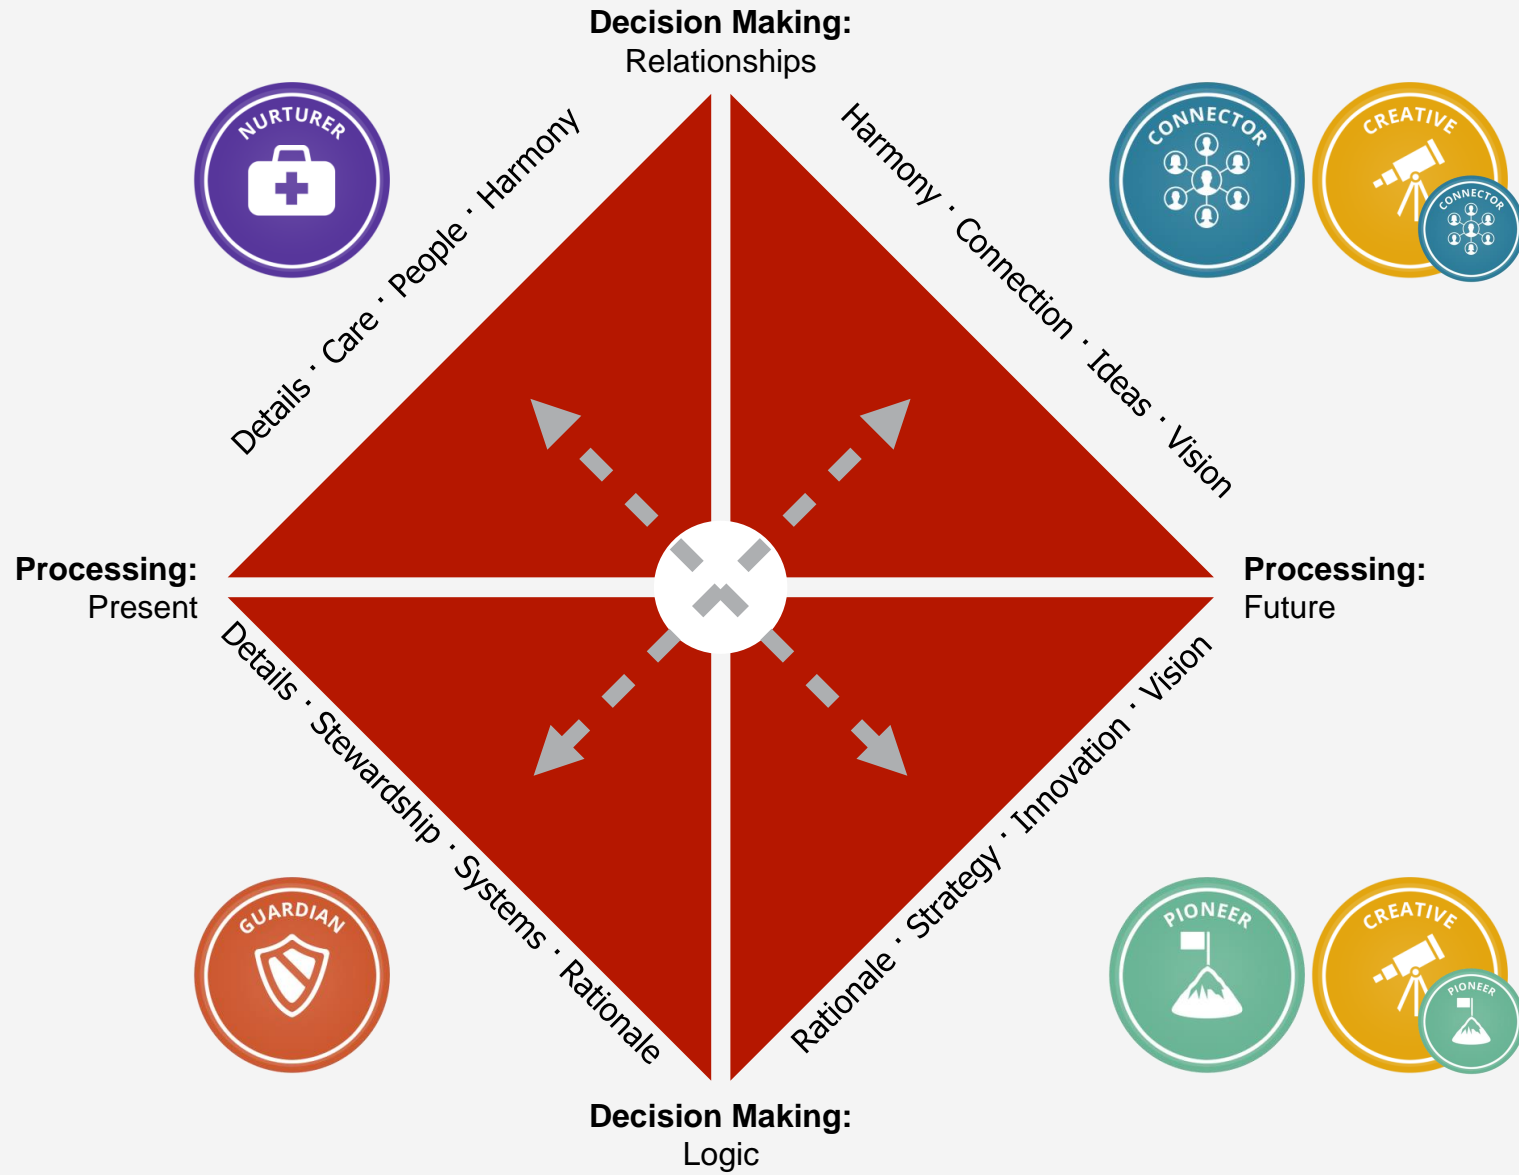 Decision Making:
Relationships
NURTURER
Details · Care · People · Harmony
Harmony · Connection · Ideas · Vision
CONNECTOR
CREATIVE
CONNECTOR
Processing:
Present
Processing:
Future
Details · Stewardship · Systems · Rationale
Rationale · Strategy · Innovation · Vision
GUARDIAN
PIONEER
CREATIVE
PIONEER
Decision Making:
Logic